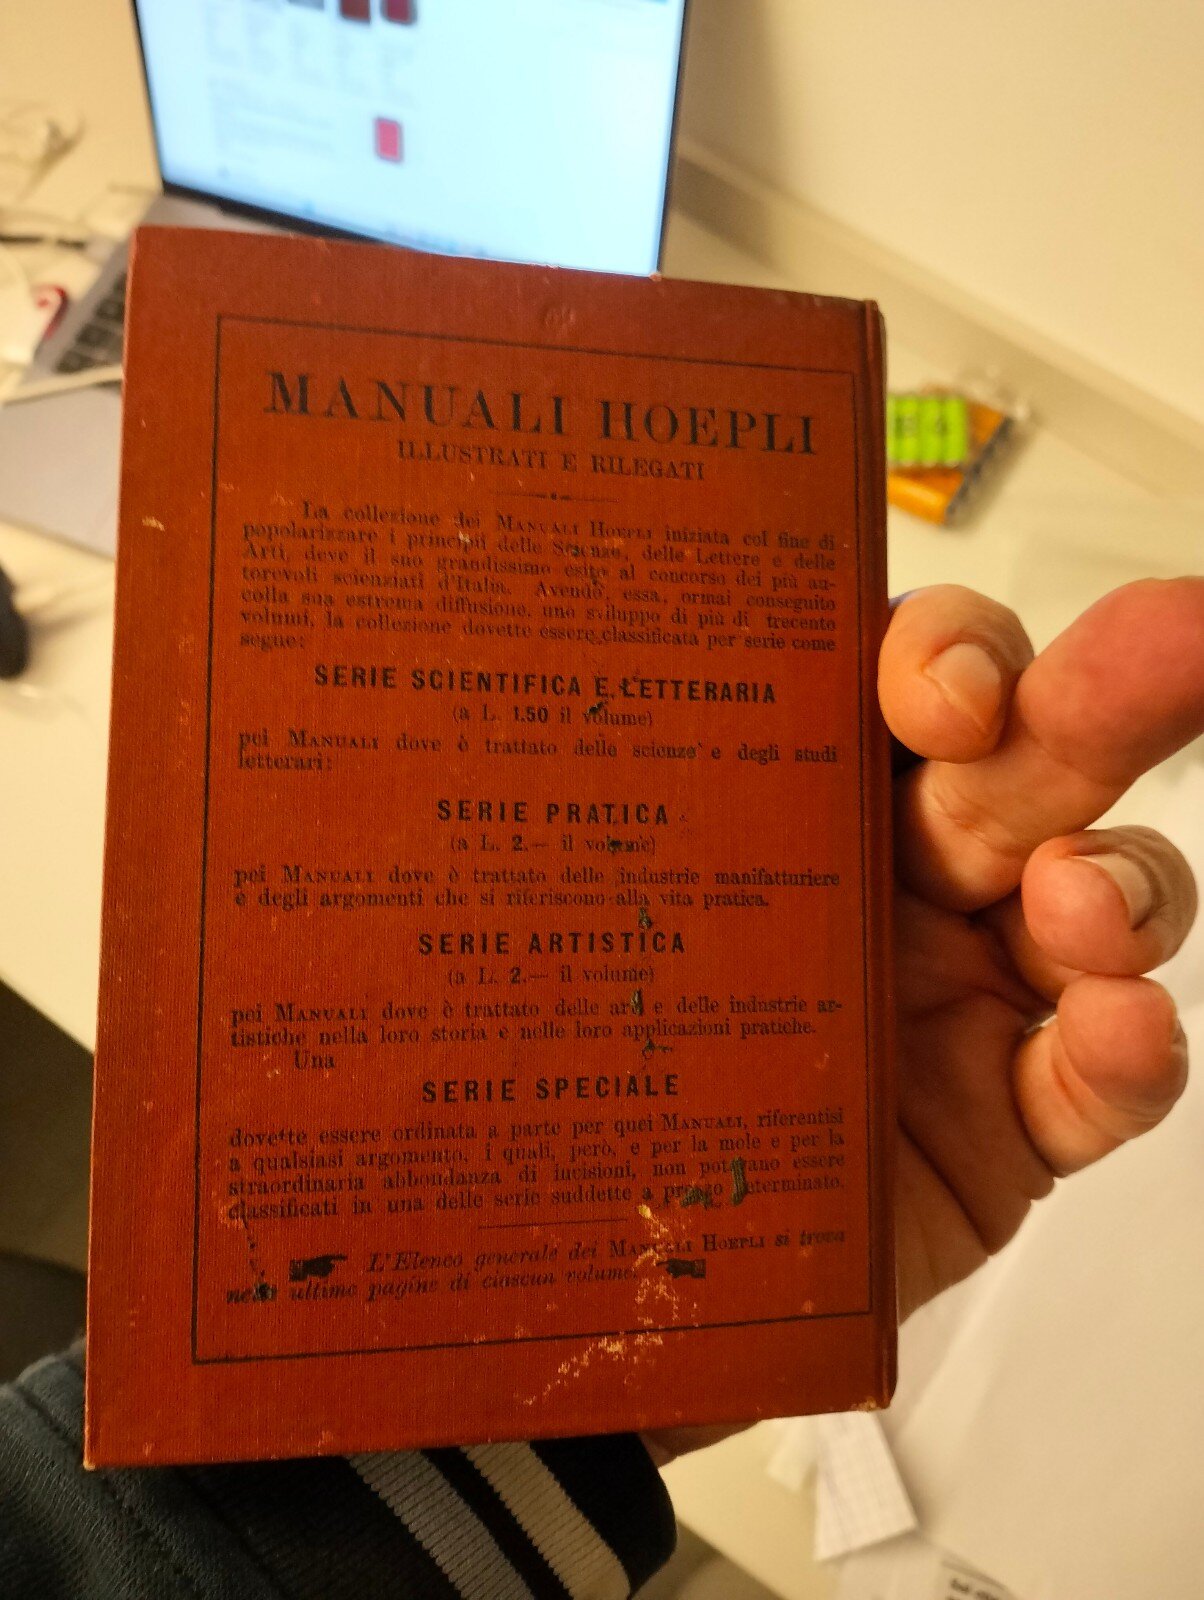 MANUALI HOEPLI
ILLUSTRATI E RILEGATI
La collezione dei MANUALI HOEPLI iniziata col fine di
popolarizzare i principii delle Scienze, delle Lettere e delle
Arti, deve il suo grandissimo esito al concorso dei più au-
torevoli scienziati d'Italia. Avendo, essa, ormai conseguito
colla sua estrema diffusione, uno sviluppo di più di trecento
volumi, la collezione dovette essere classificata per serie come
segue:
SERIE SCIENTIFICA E LETTERARIA
(a L. 1.50 il volume)
pei MANUALI dove è trattato delle scienze e degli studi
letterari:
SERIE PRATICA
(a L. 2.— il volume)
pei MANUALI dove è trattato delle industrie manifatturiere
e degli argomenti che si riferiscono alla vita pratica.
SERIE ARTISTICA
(a L. 2.— il volume)
pei MANUALI dove è trattato delle arti e delle industrie ar-
tistiche nella loro storia e nelle loro applicazioni pratiche.
Una
SERIE SPECIALE
dovette essere ordinata a parte per quei MANUALI, riferentisi
a qualsiasi argomento, i quali, però, e per la mole e per la
straordinaria abbondanza di incisioni, non potevano essere
classificati in una delle serie suddette a prezzo determinato.
L'Elenco generale dei MANUALI HOEPLI si trova
nelle ultime pagine di ciascun volume.